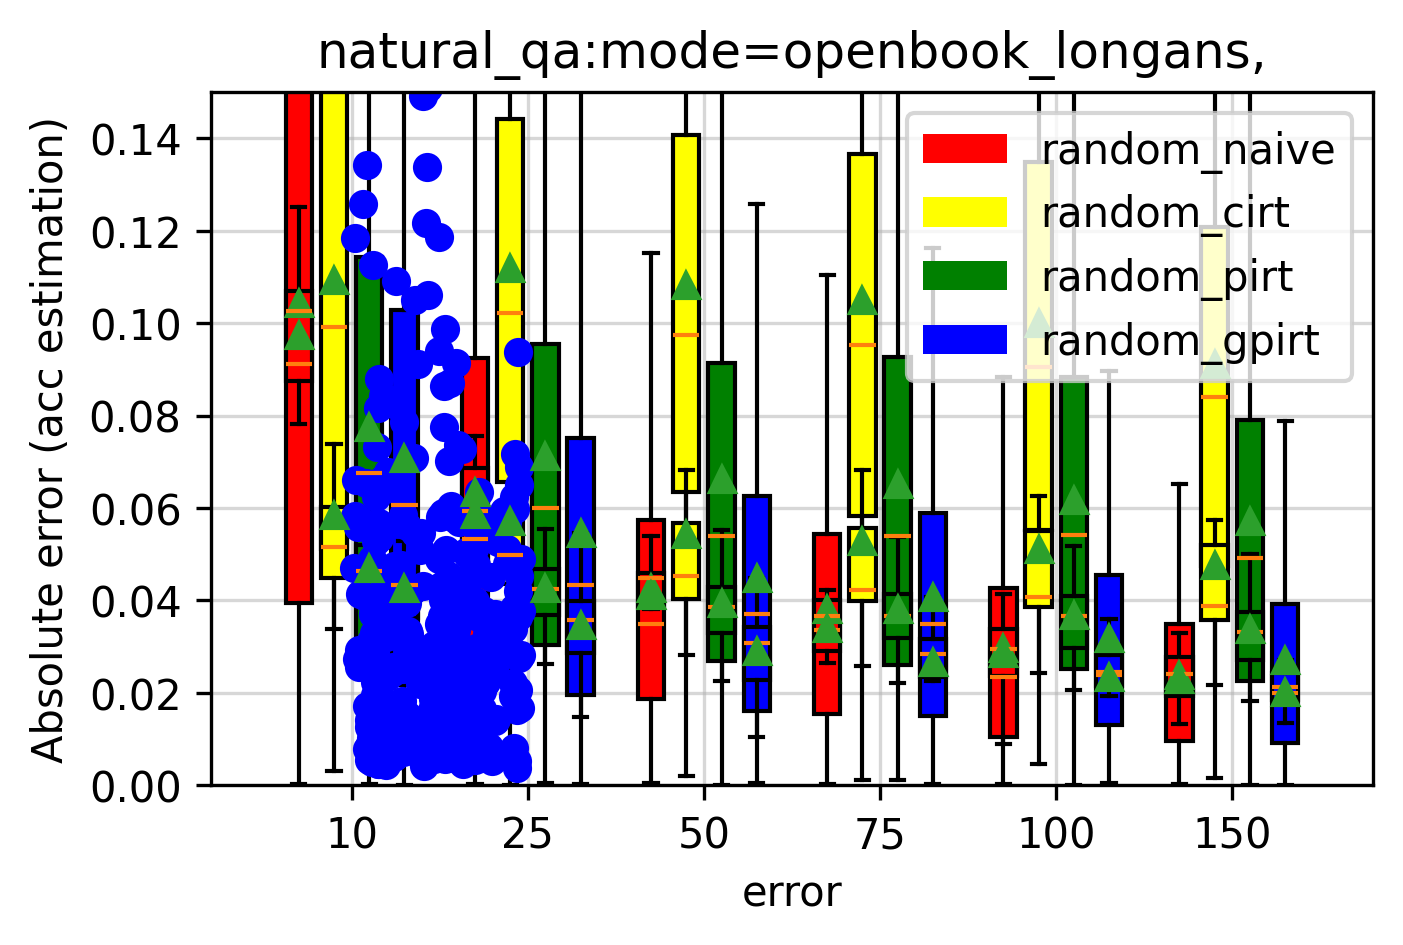 natural_qa:mode=openbook_longans,
Absolute error (acc estimation)
0.14
0.12
0.10
0.08
0.06
0.04
0.02
0.00
random_naive
random_cirt
random_pirt
random_gpirt
10 25 50 75 100 150
error